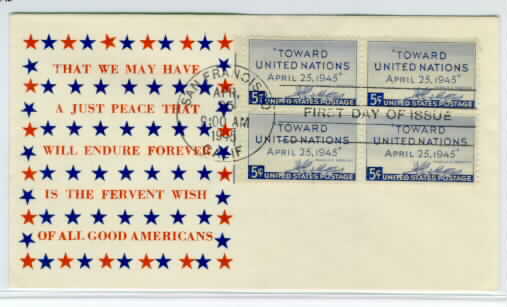 THAT WE MAY HAVE
A JUST PEACE THAT
WILL ENDURE FOREVER
IS THE FERVENT WISH
OF ALL GOOD AMERICANS
SAN FRANCISCO
APR
25
9:00 AM
1945
CALIF
FIRST DAY OF ISSUE
"TOWARD
UNITED NATIONS
APRIL 25, 1945"
5¢ UNITED STATES POSTAGE
"TOWARD
UNITED NATIONS
APRIL 25, 1945"
5¢ UNITED STATES POSTAGE
"TOWARD
UNITED NATIONS
APRIL 25, 1945"
5¢ UNITED STATES POSTAGE
"TOWARD
UNITED NATIONS
APRIL 25, 1945"
5¢ UNITED STATES POSTAGE